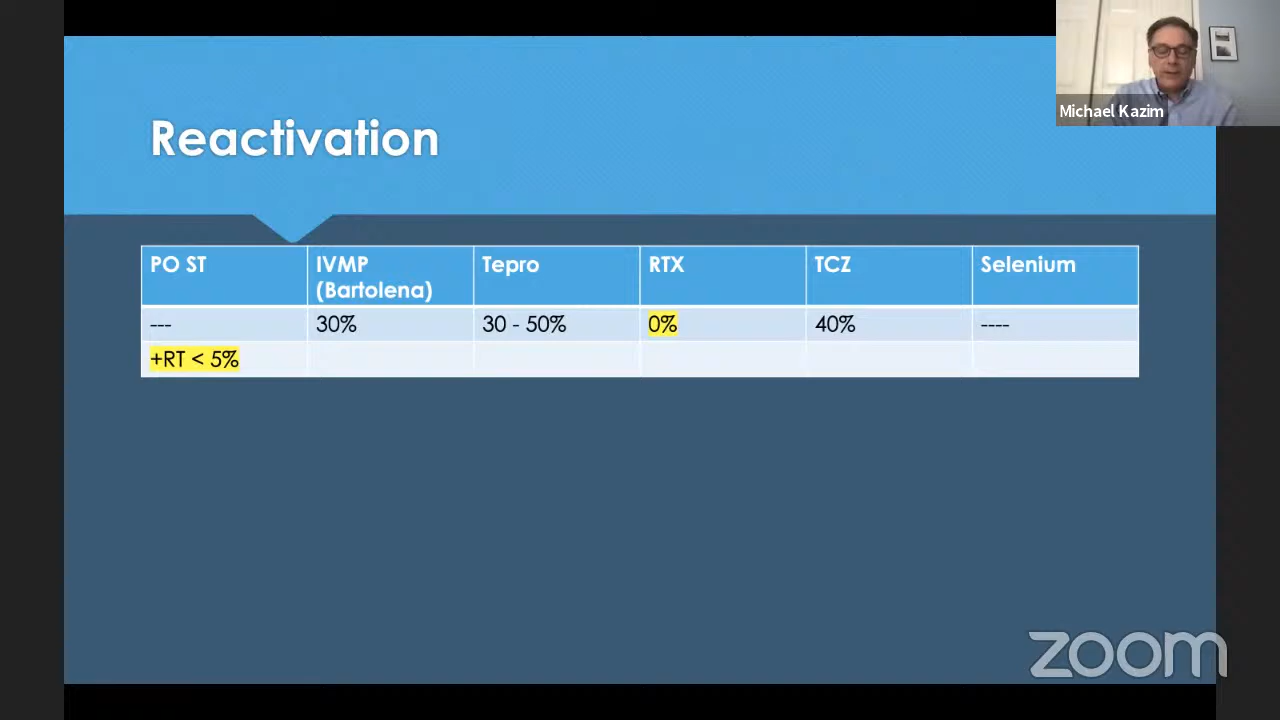 Michael Kazim
Reactivation
PO ST
IVMP
(Bartolena)
Tepro
RTX
TCZ
Selenium
---
30%
30 - 50%
0%
40%
----
+RT < 5%
zoom